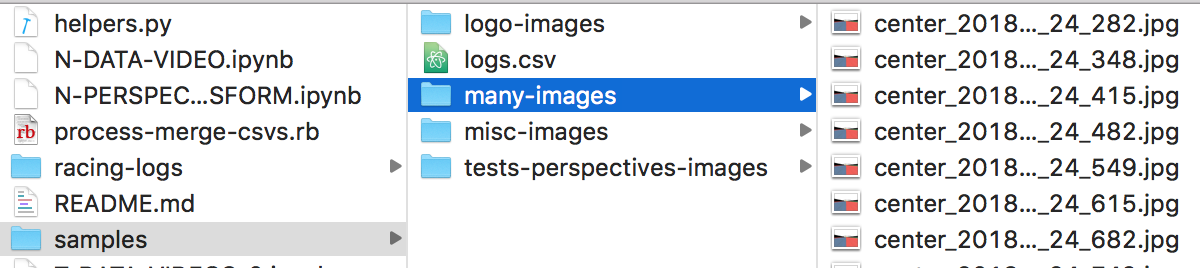 helpers.py
N-DATA-VIDEO.ipynb
N-PERSPEC...SFORM.ipynb
rb
process-merge-csvs.rb
racing-logs
README.md
samples
logo-images
logs.csv
many-images
misc-images
tests-perspectives-images
center_2018..._24_282.jpg
center_2018..._24_348.jpg
center_2018..._24_415.jpg
center_2018..._24_482.jpg
center_2018..._24_549.jpg
center_2018..._24_615.jpg
center_2018..._24_682.jpg